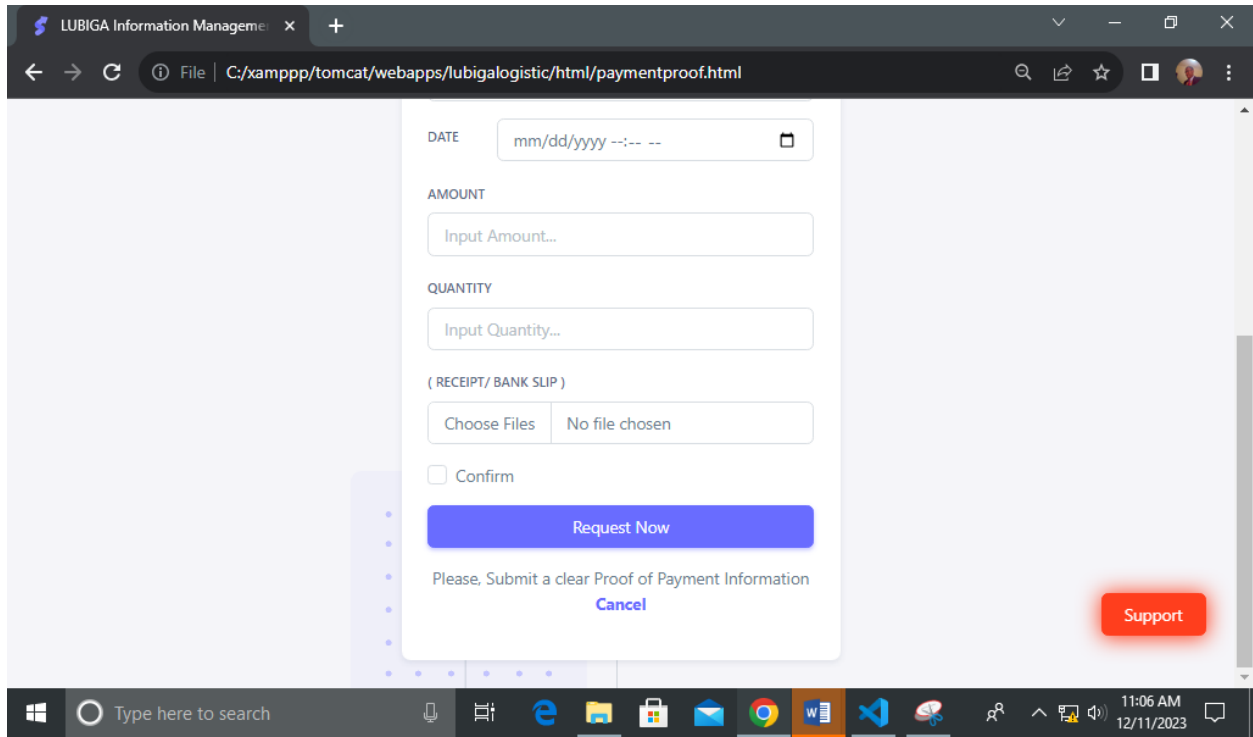 LUBIGA Information Managemen
File
C:/xamppp/tomcat/webapps/lubigalogistic/html/paymentproof.html
DATE
mm/dd/yyyy --:-- --
AMOUNT
Input Amount...
QUANTITY
Input Quantity...
( RECEIPT/ BANK SLIP )
Choose Files No file chosen
Confirm
Request Now
Please, Submit a clear Proof of Payment Information
Cancel
Support
Type here to search
11:06 AM
12/11/2023